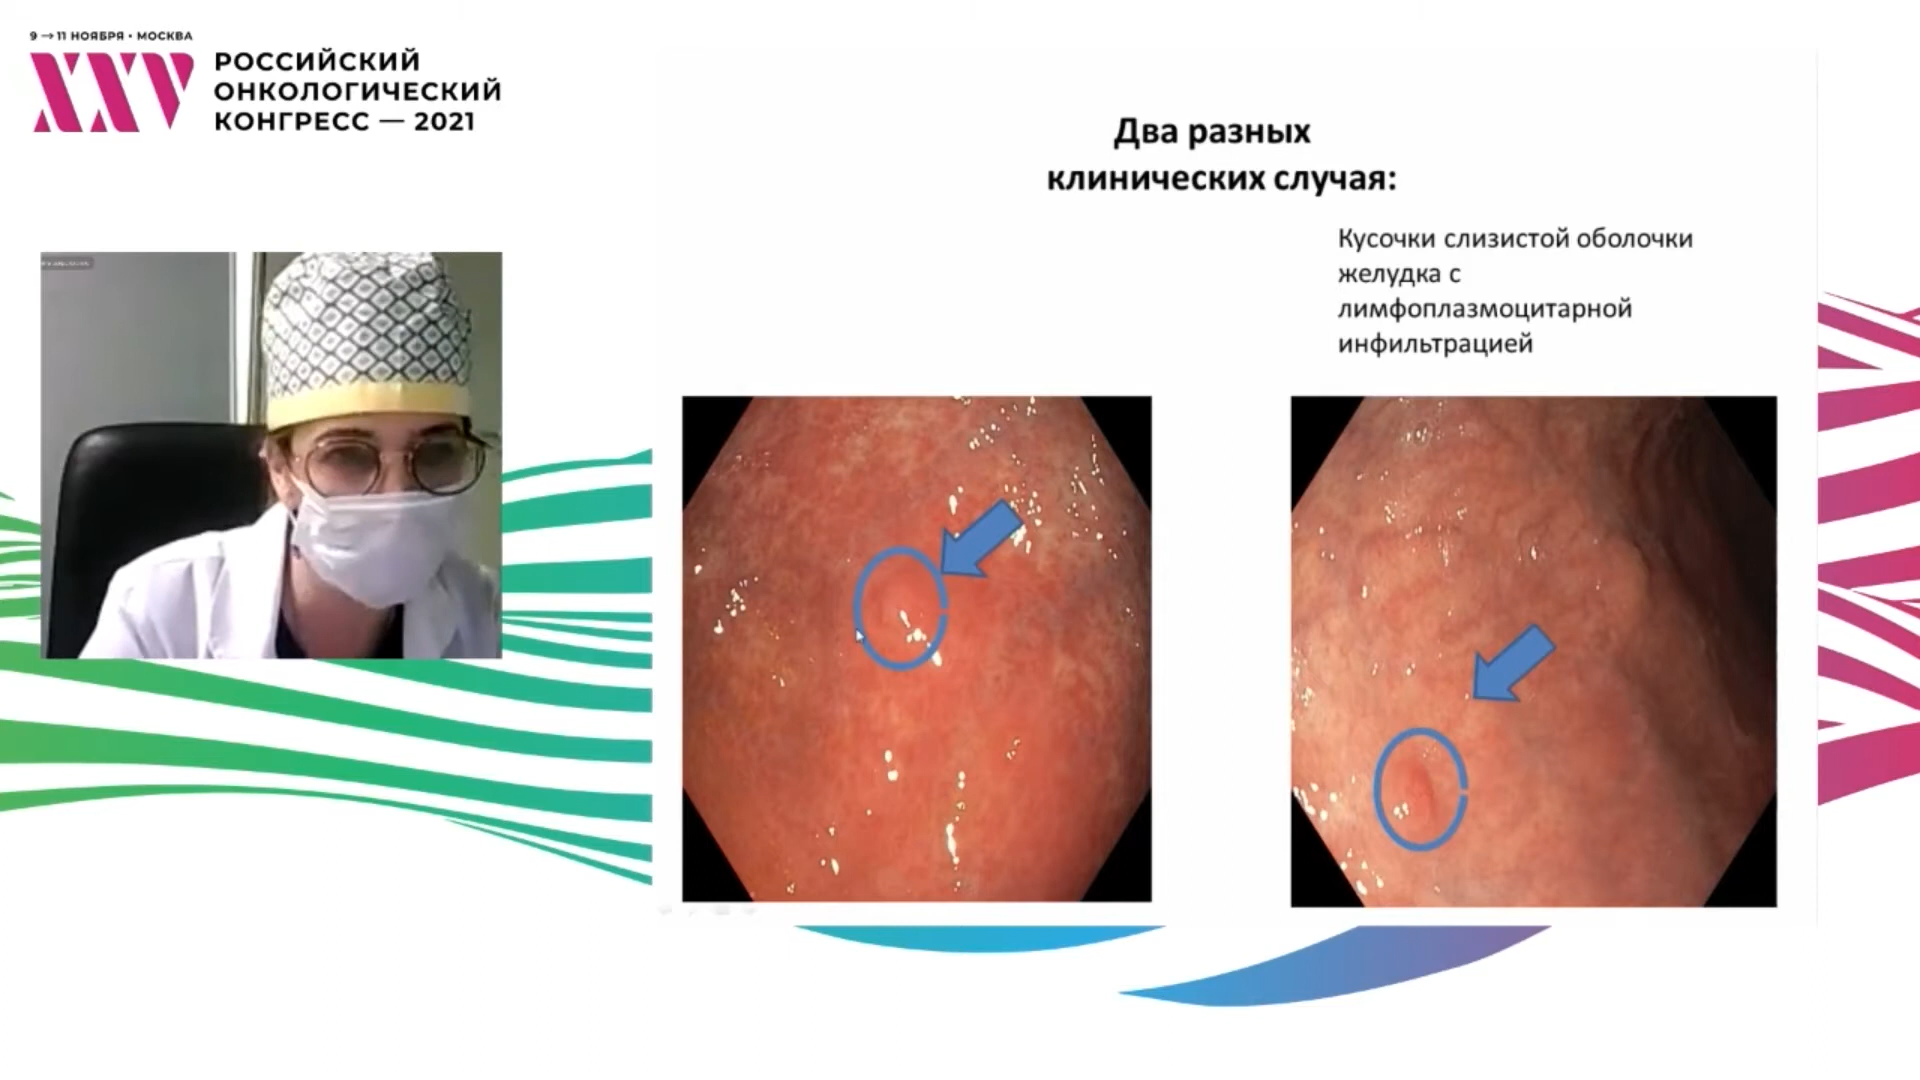 9 → 11 НОЯБРЯ • МОСКВА
XXV
РОССИЙСКИЙ
ОНКОЛОГИЧЕСКИЙ
КОНГРЕСС — 2021
Два разных
клинических случая:
Кусочки слизистой оболочки
желудка с
лимфоплазмоцитарной
инфильтрацией